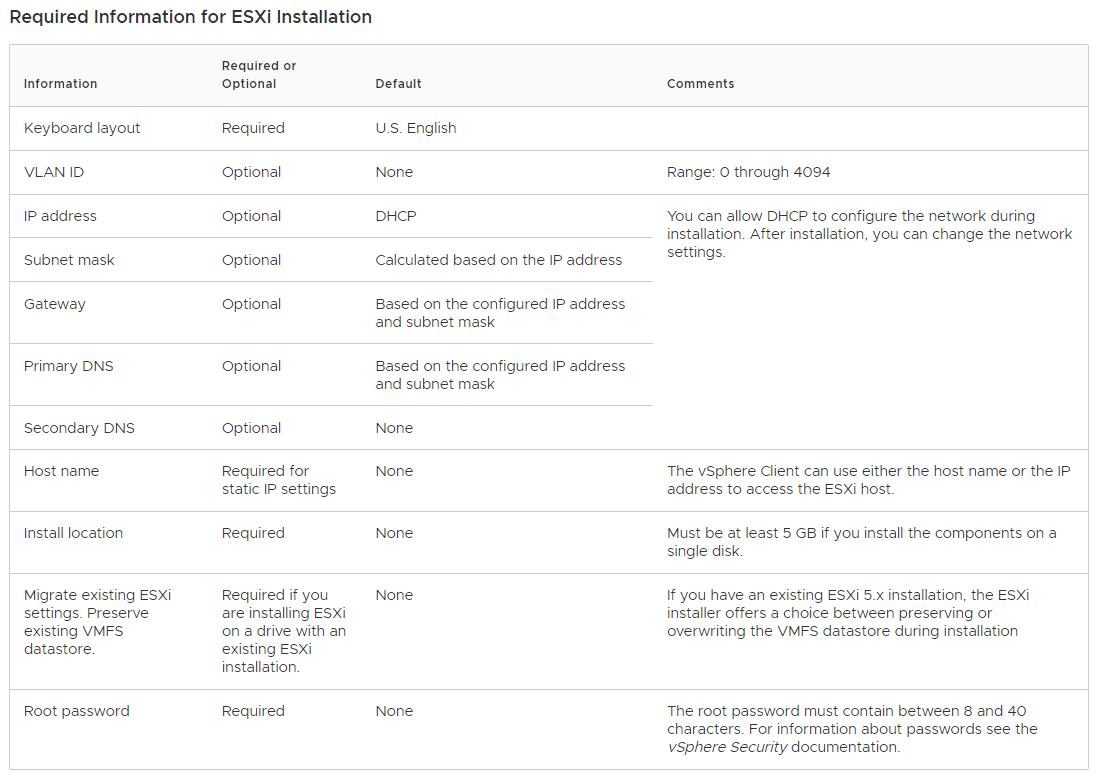 Required Information for ESXi Installation
Information
Required or
Optional
Default
Comments
Keyboard layout
Required
U.S. English
VLAN ID
Optional
None
Range: 0 through 4094
IP address
Optional
DHCP
You can allow DHCP to configure the network during
installation. After installation, you can change the network
settings.
Subnet mask
Optional
Calculated based on the IP address
Gateway
Optional
Based on the configured IP address
and subnet mask
Primary DNS
Optional
Based on the configured IP address
and subnet mask
Secondary DNS
Optional
None
Host name
Required for
static IP settings
None
The vSphere Client can use either the host name or the IP
address to access the ESXi host.
Install location
Required
None
Must be at least 5 GB if you install the components on a
single disk.
Migrate existing ESXi
settings. Preserve
existing VMFS
datastore.
Required if you
are installing ESXi
on a drive with an
existing ESXi
installation.
None
If you have an existing ESXi 5.x installation, the ESXi
installer offers a choice between preserving or
overwriting the VMFS datastore during installation
Root password
Required
None
The root password must contain between 8 and 40
characters. For information about passwords see the
vSphere Security documentation.